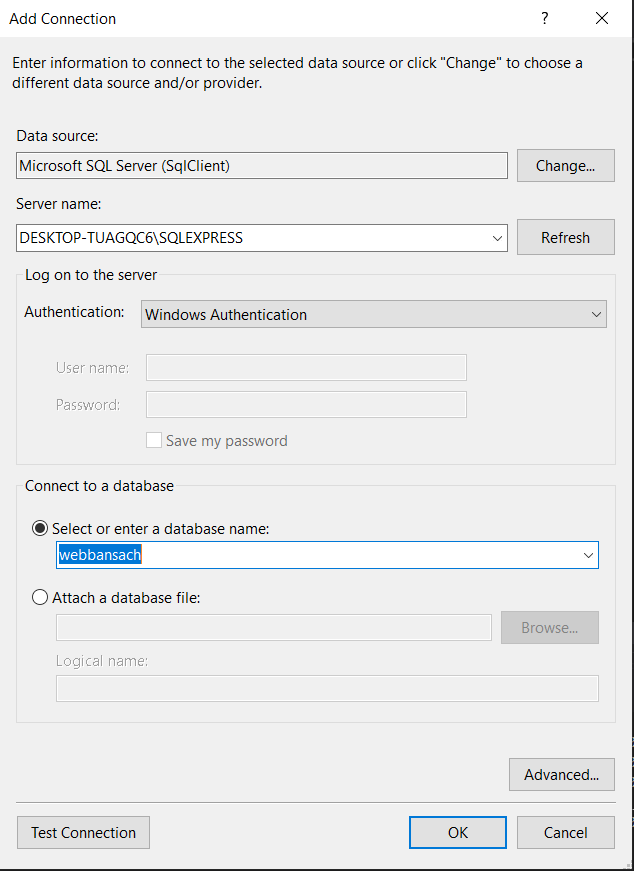 Add Connection
?
Enter information to connect to the selected data source or click "Change" to choose a
different data source and/or provider.
Data source:
Microsoft SQL Server (SqlClient)
Change...
Server name:
DESKTOP-TUAGQC6\SQLEXPRESS
Refresh
Log on to the server
Authentication:
Windows Authentication
User name:
Password:
Save my password
Connect to a database
Select or enter a database name:
webbansach
Attach a database file:
Browse...
Logical name:
Advanced...
Test Connection
OK
Cancel